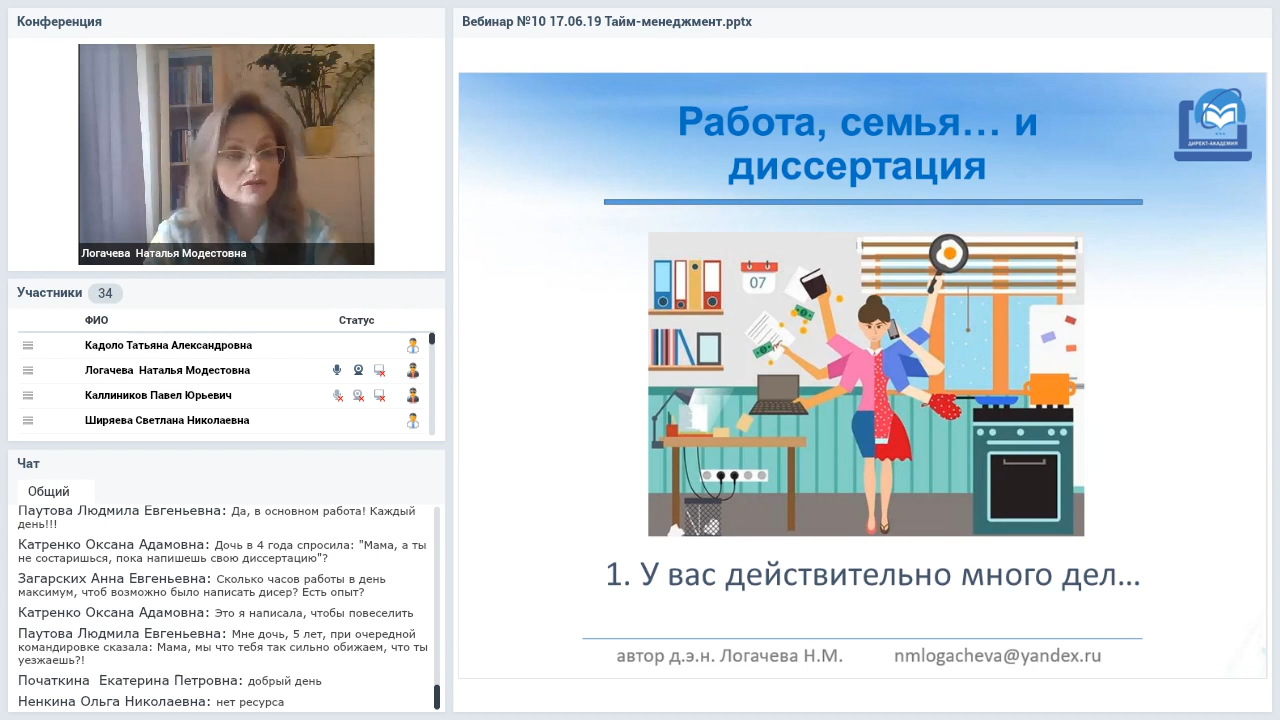 Конференция
Логачева  Наталья Модестовна
Участники 34
ФИО Статус
Кадоло Татьяна Александровна
Логачева  Наталья Модестовна
Каллиников Павел Юрьевич
Ширяева Светлана Николаевна
Чат
Общий
Паутова Людмила Евгеньевна: Да, в основном работа! Каждый
день!!!
Катренко Оксана Адамовна: Дочь в 4 года спросила: "Мама, а ты
не состаришься, пока напишешь свою диссертацию"?
Загарских Анна Евгеньевна: Сколько часов работы в день
максимум, чтоб возможно было написать дисер? Есть опыт?
Катренко Оксана Адамовна: Это я написала, чтобы повеселить
Паутова Людмила Евгеньевна: Мне дочь, 5 лет, при очередной
командировке сказала: Мама, мы что тебя так сильно обижаем, что ты
уезжаешь?!
Початкина  Екатерина Петровна: добрый день
Ненкина Ольга Николаевна: нет ресурса
Вебинар №10 17.06.19 Тайм-менеджмент.pptx
Работа, семья... и
диссертация
ДИРЕКТ-АКАДЕМИЯ
07
1. У вас действительно много дел...
автор д.э.н. Логачева Н.М. nmlogacheva@yandex.ru